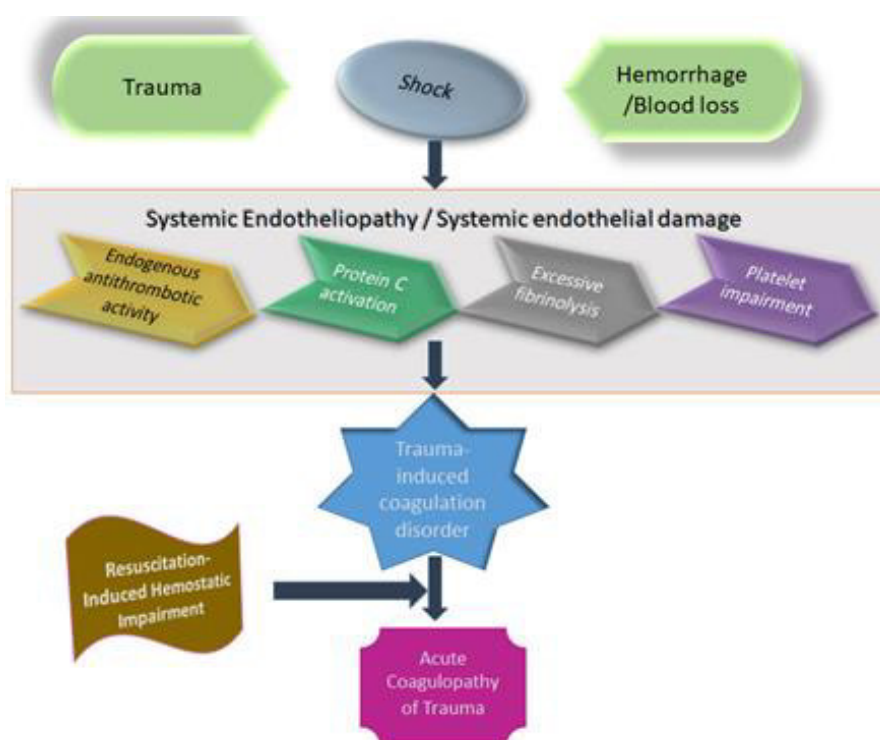 Trauma
Shock
Hemorrhage
/Blood loss
Systemic Endotheliopathy / Systemic endothelial damage
Endogenous
antithrombotic
activity
Protein C
activation
Excessive
fibrinolysis
Platelet
impairment
Trauma-
induced
coagulation
disorder
Resuscitation-
Induced Hemostatic
Impairment
Acute
Coagulopathy
of Trauma